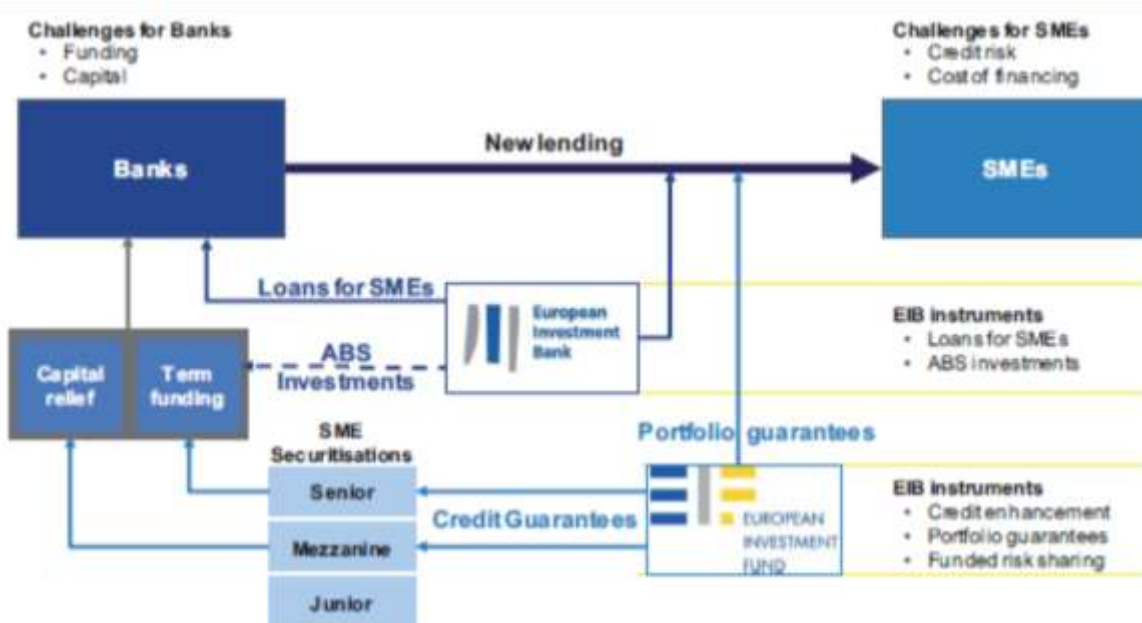 Challenges for Banks
• Funding
• Capital
Challenges for SMEs
• Credit risk
• Cost of financing
Banks
New lending
SMEs
Loans for SMEs
European
Investment
Bank
EIB instruments
• Loans for SMEs
• ABS investments
ABS
Investments
Capital
relief
Term
funding
SME
Securitisations
Portfolio guarantees
Senior
Credit Guarantees
Mezzanine
Junior
EUROPEAN
INVESTMENT
FUND
EIB instruments
• Credit enhancement
• Portfolio guarantees
• Funded risk sharing